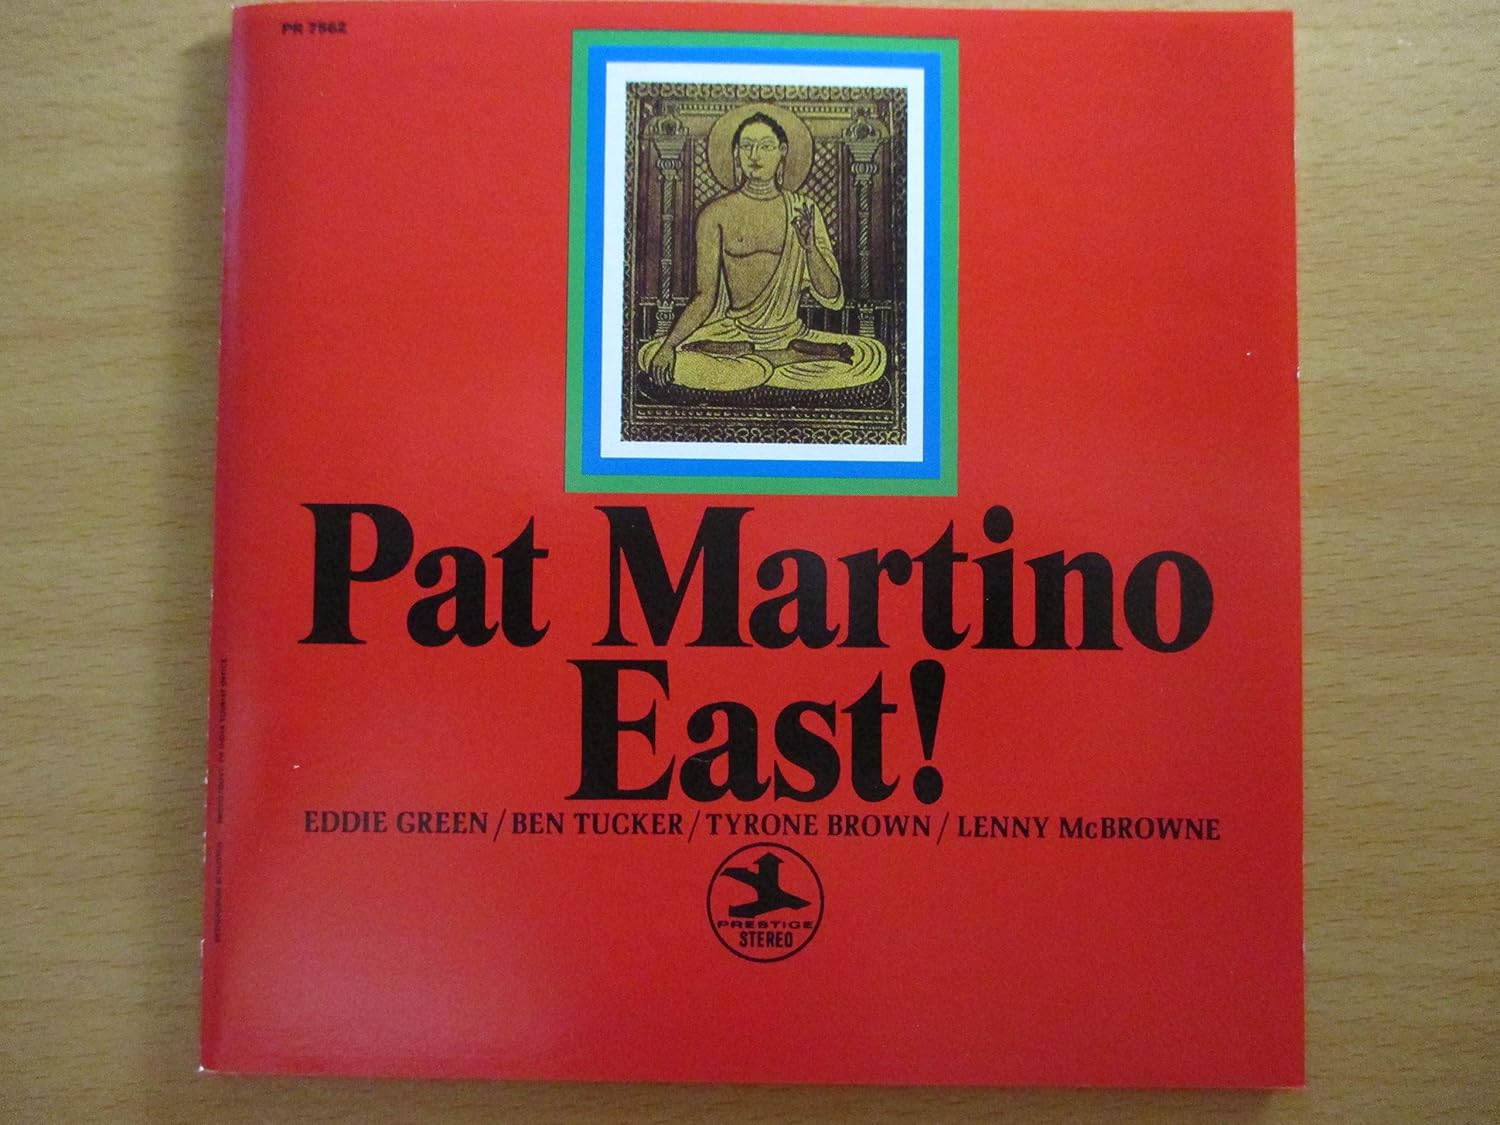 PR 7562
Pat Martino
East!
EDDIE GREEN/BEN TUCKER/TYRONE BROWN/LENNY McBROWNE
PRESTIGE
STEREO